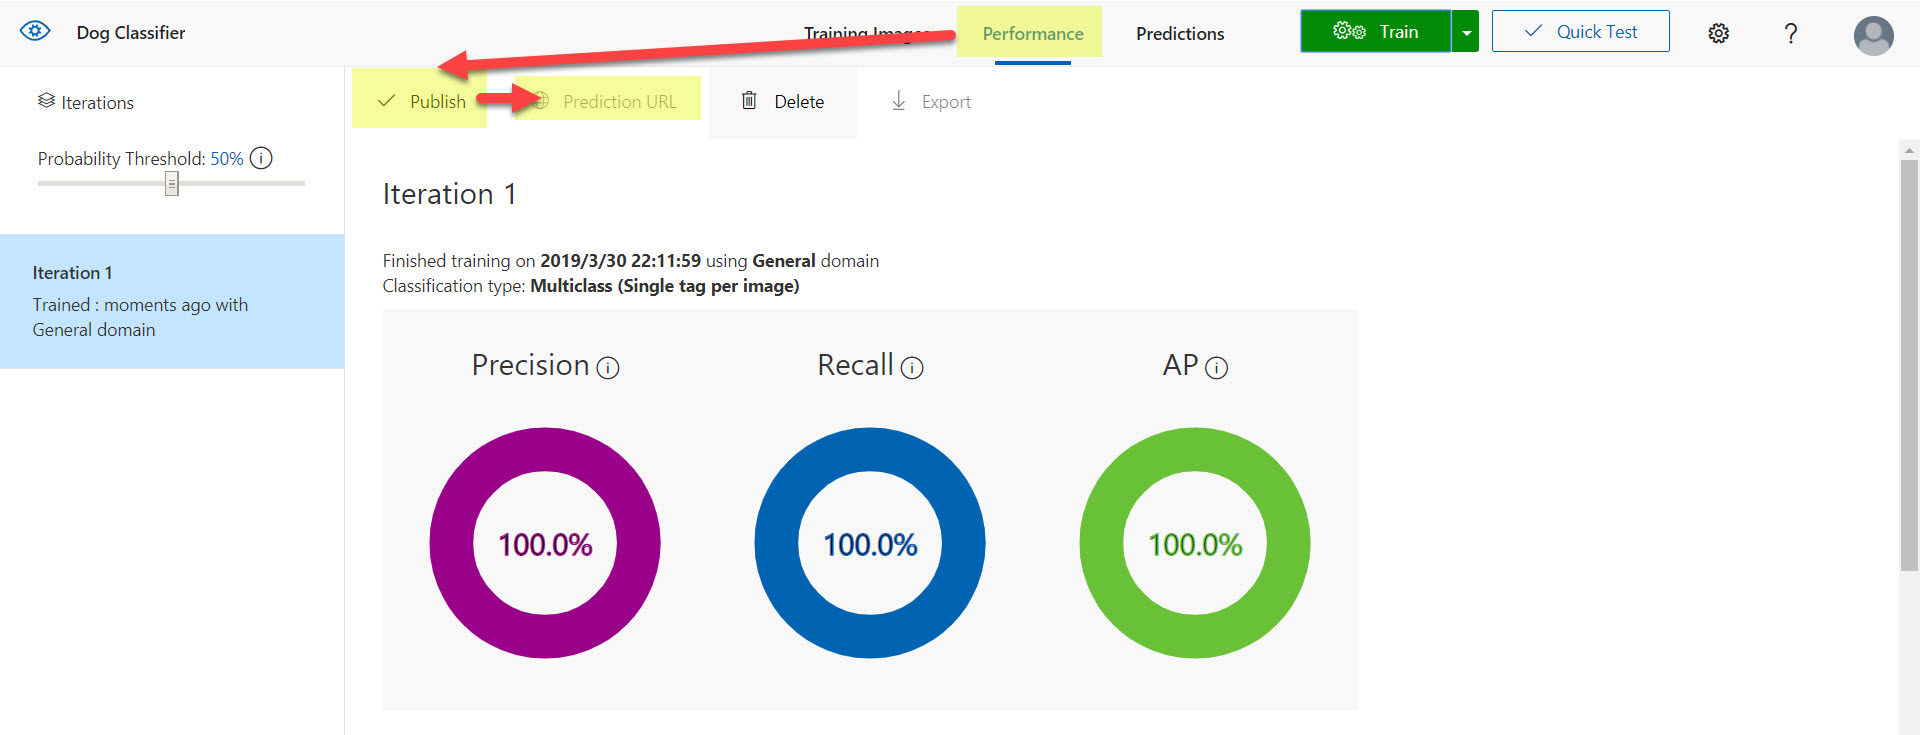 Dog Classifier
Training Images
Performance
Predictions
Train
Quick Test
?
Iterations
Publish
Prediction URL
Delete
Export
Probability Threshold: 50%
Iteration 1
Trained : moments ago with
General domain
Iteration 1
Finished training on 2019/3/30 22:11:59 using General domain
Classification type: Multiclass (Single tag per image)
Precision
Recall
AP
100.0%
100.0%
100.0%